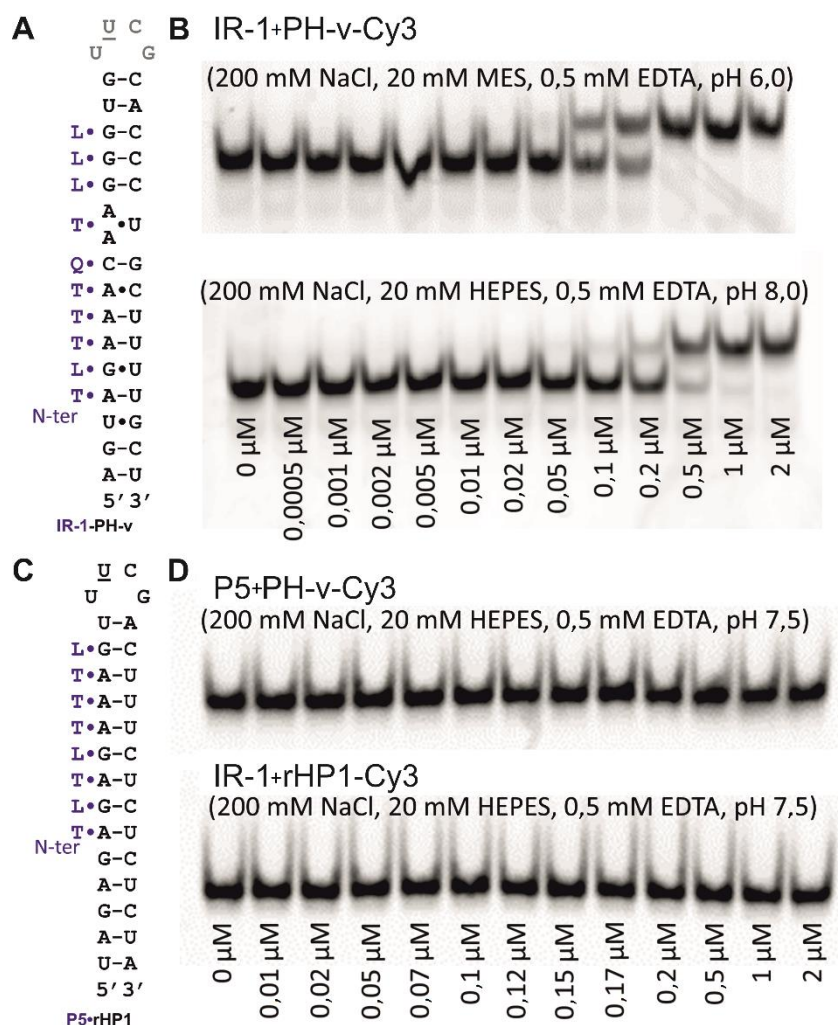 A
U C
U G
G–C
U–A
L•G–C
L•G–C
L•G–C
A
T• •U
A
Q•C–G
T•A•C
T•A–U
T•A–U
L•G•U
T•A–U
N-ter
U•G
G–C
A–U
5′3′
IR-1-PH-v
B
IR-1+PH-v-Cy3
(200 mM NaCl, 20 mM MES, 0,5 mM EDTA, pH 6,0)
(200 mM NaCl, 20 mM HEPES, 0,5 mM EDTA, pH 8,0)
0 µM
0,0005 µM
0,001 µM
0,002 µM
0,005 µM
0,01 µM
0,02 µM
0,05 µM
0,1 µM
0,2 µM
0,5 µM
1 µM
2 µM
C
U C
U G
U–A
L•G–C
T•A–U
T•A–U
T•A–U
L•G–C
T•A–U
L•G–C
T•A–U
N-ter
G–C
A–U
G–C
A–U
U–A
5′3′
P5•rHP1
D
P5+PH-v-Cy3
(200 mM NaCl, 20 mM HEPES, 0,5 mM EDTA, pH 7,5)
IR-1+rHP1-Cy3
(200 mM NaCl, 20 mM HEPES, 0,5 mM EDTA, pH 7,5)
0 µM
0,01 µM
0,02 µM
0,05 µM
0,07 µM
0,1 µM
0,12 µM
0,15 µM
0,17 µM
0,2 µM
0,5 µM
1 µM
2 µM